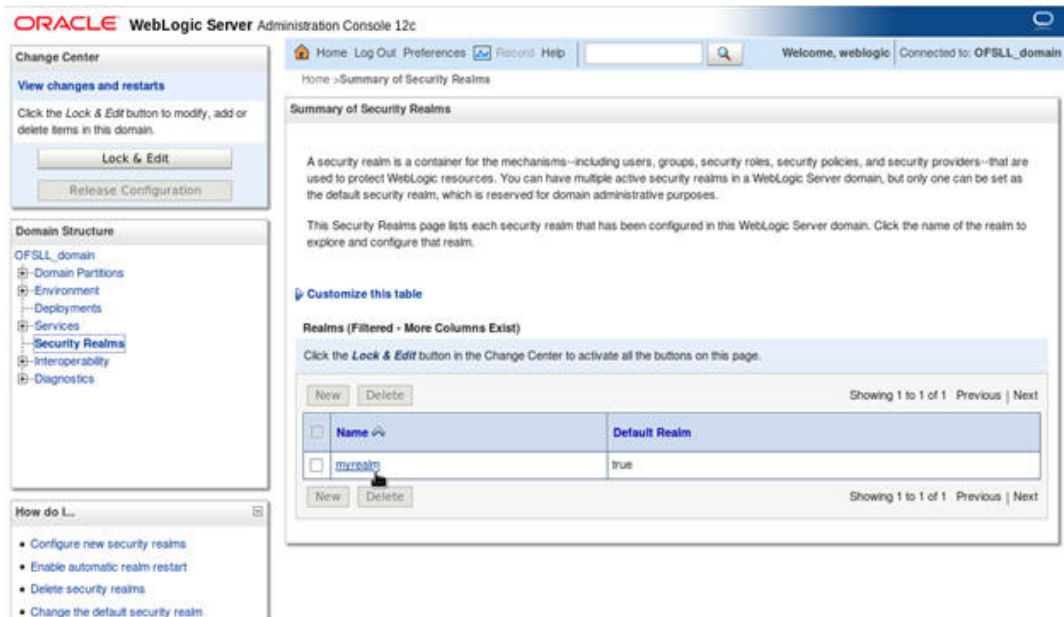 ORACLE WebLogic Server Administration Console 12c
Change Center
View changes and restarts
Click the Lock & Edit button to modify, add or
delete items in this domain.
Lock & Edit
Release Configuration
Domain Structure
OFSLL_domain
Domain Partitions
Environment
Deployments
Services
Security Realms
Interoperability
Diagnostics
How do I...
Configure new security realms
Enable automatic realm restart
Delete security realms
Change the default security realm
Home Log Out Preferences Record Help
Welcome, weblogic Connected to: OFSLL_domain
Home >Summary of Security Realms
Summary of Security Realms
A security realm is a container for the mechanisms--including users, groups, security roles, security policies, and security providers--that are
used to protect WebLogic resources. You can have multiple active security realms in a WebLogic Server domain, but only one can be set as
the default security realm, which is reserved for domain administrative purposes.
This Security Realms page lists each security realm that has been configured in this WebLogic Server domain. Click the name of the realm to
explore and configure that realm.
Customize this table
Realms (Filtered - More Columns Exist)
Click the Lock & Edit button in the Change Center to activate all the buttons on this page.
New Delete Showing 1 to 1 of 1 Previous | Next
Name Default Realm
myrealm true
New Delete Showing 1 to 1 of 1 Previous | Next